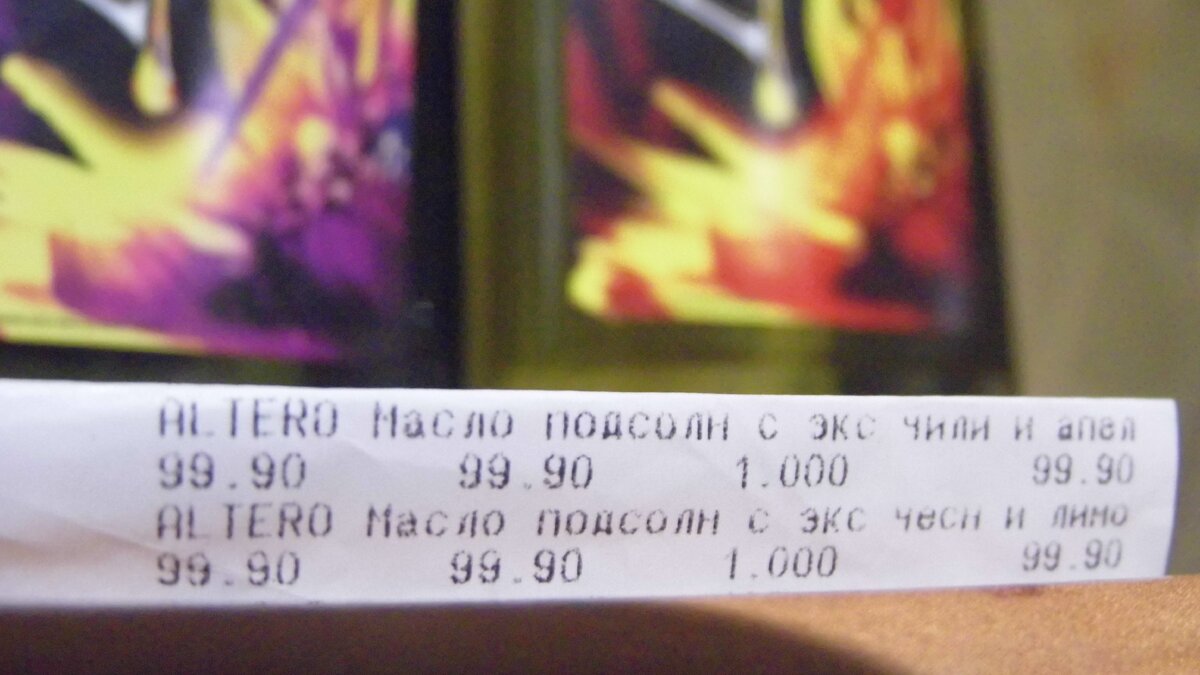 ALTERO Масло подсолн с экс чили и апел
99.90 99.90 1.000 99.90
ALTERO Масло подсолн с экс чесн и лимо
99.90 99.90 1.000 99.90